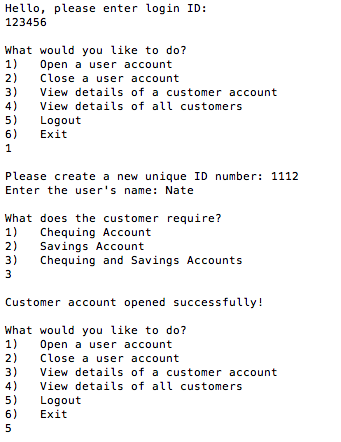 Hello, please enter login ID:
123456
What would you like to do?
1) Open a user account
2) Close a user account
3) View details of a customer account
4) View details of all customers
5) Logout
6) Exit
1
Please create a new unique ID number: 1112
Enter the user's name: Nate
What does the customer require?
1) Chequing Account
2) Savings Account
3) Chequing and Savings Accounts
3
Customer account opened successfully!
What would you like to do?
1) Open a user account
2) Close a user account
3) View details of a customer account
4) View details of all customers
5) Logout
6) Exit
5